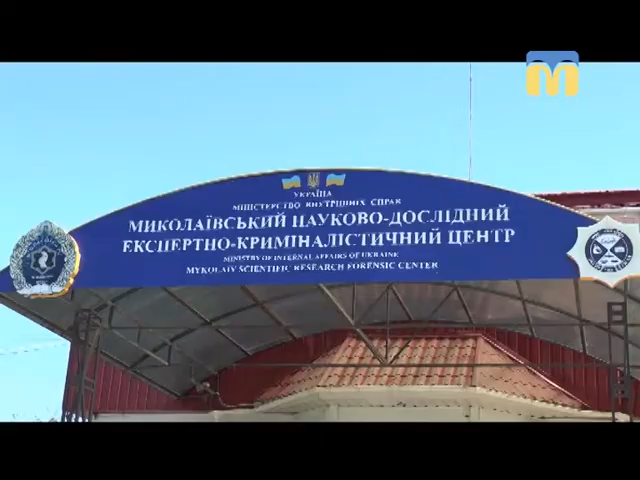 УКРАЇНА
МІНІСТЕРСТВО ВНУТРІШНІХ СПРАВ
МИКОЛАЇВСЬКИЙ НАУКОВО-ДОСЛІДНИЙ
ЕКСПЕРТНО-КРИМІНАЛІСТИЧНИЙ ЦЕНТР
MINISTRY OF INTERNAL AFFAIRS OF UKRAINE
MYKOLAIV SCIENTIFIC RESEARCH FORENSIC CENTER